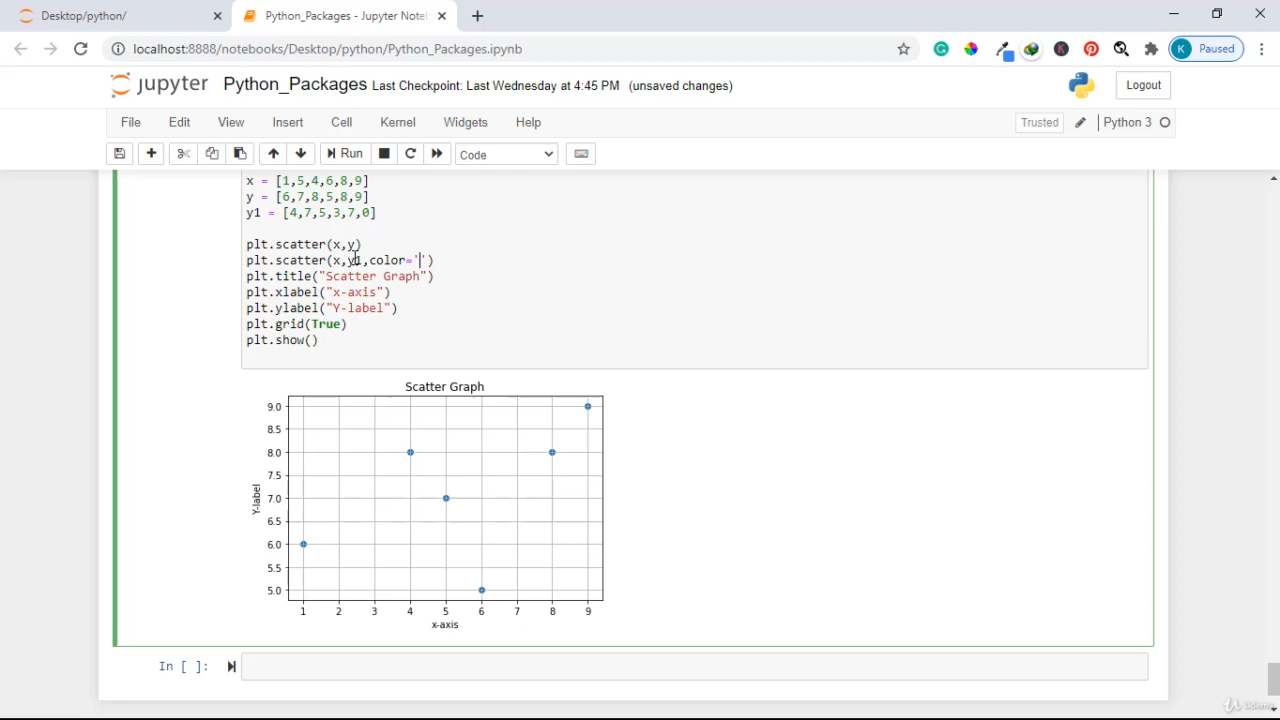 Desktop/python/
Python_Packages - Jupyter Notel
localhost:8888/notebooks/Desktop/python/Python_Packages.ipynb
K Paused
jupyter Python_Packages Last Checkpoint: Last Wednesday at 4:45 PM (unsaved changes)
Logout
File Edit View Insert Cell Kernel Widgets Help
Trusted
Python 3
Run
Code
x = [1,5,4,6,8,9]
y = [6,7,8,5,8,9]
y1 = [4,7,5,3,7,0]
plt.scatter(x,y)
plt.scatter(x,y1,color='')
plt.title("Scatter Graph")
plt.xlabel("x-axis")
plt.ylabel("Y-label")
plt.grid(True)
plt.show()
Scatter Graph
9.0
8.5
8.0
7.5
7.0
6.5
6.0
5.5
5.0
Y-label
1 2 3 4 5 6 7 8 9
x-axis
In [ ]:
Udemy